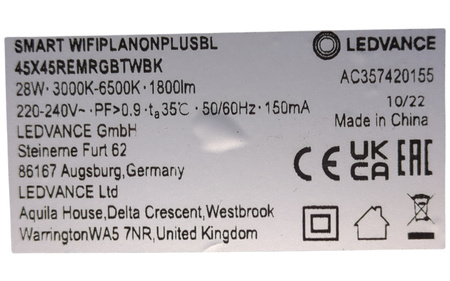 SMART WIFIPLANONPLUSBL
45X45REMRGBTWBK
28W· 3000K-6500K · 1800lm
220-240V~ · PF>0.9 · ta35℃ · 50/60Hz · 150mA
LEDVANCE GmbH
Steinerne Furt 62
86167 Augsburg,Germany
LEDVANCE Ltd
Aquila House,Delta Crescent,Westbrook
WarringtonWA5 7NR,United Kingdom
LEDVANCE
AC357420155
10/22
Made in China
CE UK CA EAC